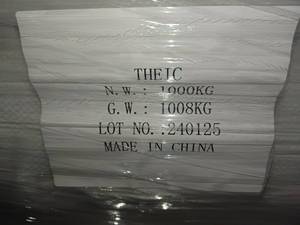 THEIC
N.W.: 1000KG
G.W.: 1008KG
LOT NO.:240125
MADE IN CHINA